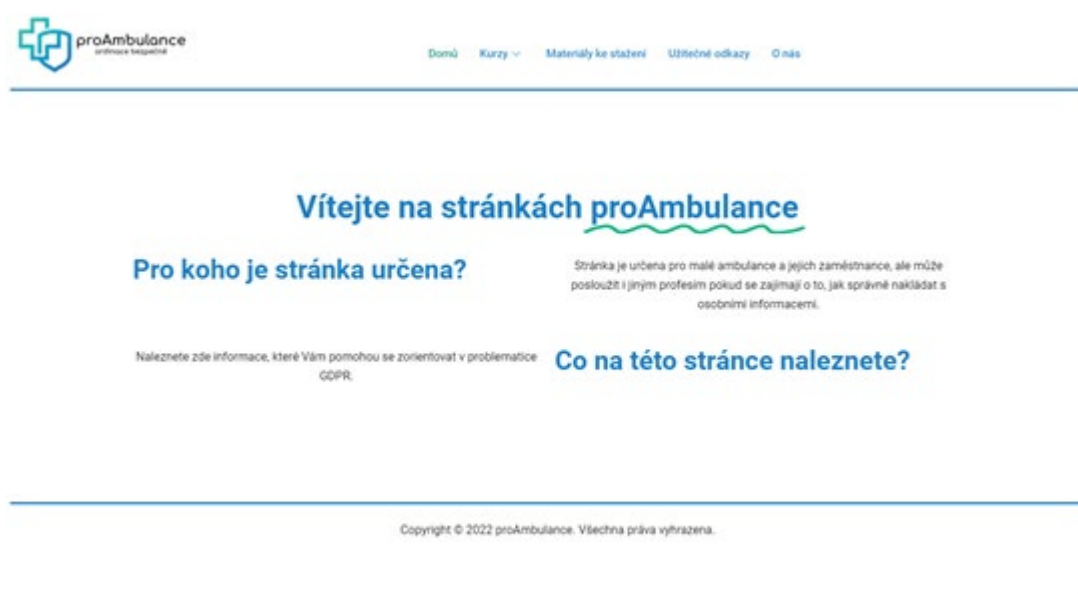 proAmbulance
ordinace bezpečně
Domů
Kurzy
Materiály ke stažení
Užitečné odkazy
O nás
Vítejte na stránkách proAmbulance
Pro koho je stránka určena?
Stránka je určena pro malé ambulance a jejich zaměstnance, ale může
posloužit i jiným profesím pokud se zajímají o to, jak správně nakládat s
osobními informacemi.
Naleznete zde informace, které Vám pomohou se zorientovat v problematice
GDPR.
Co na této stránce naleznete?
Copyright © 2022 proAmbulance. Všechna práva vyhrazena.